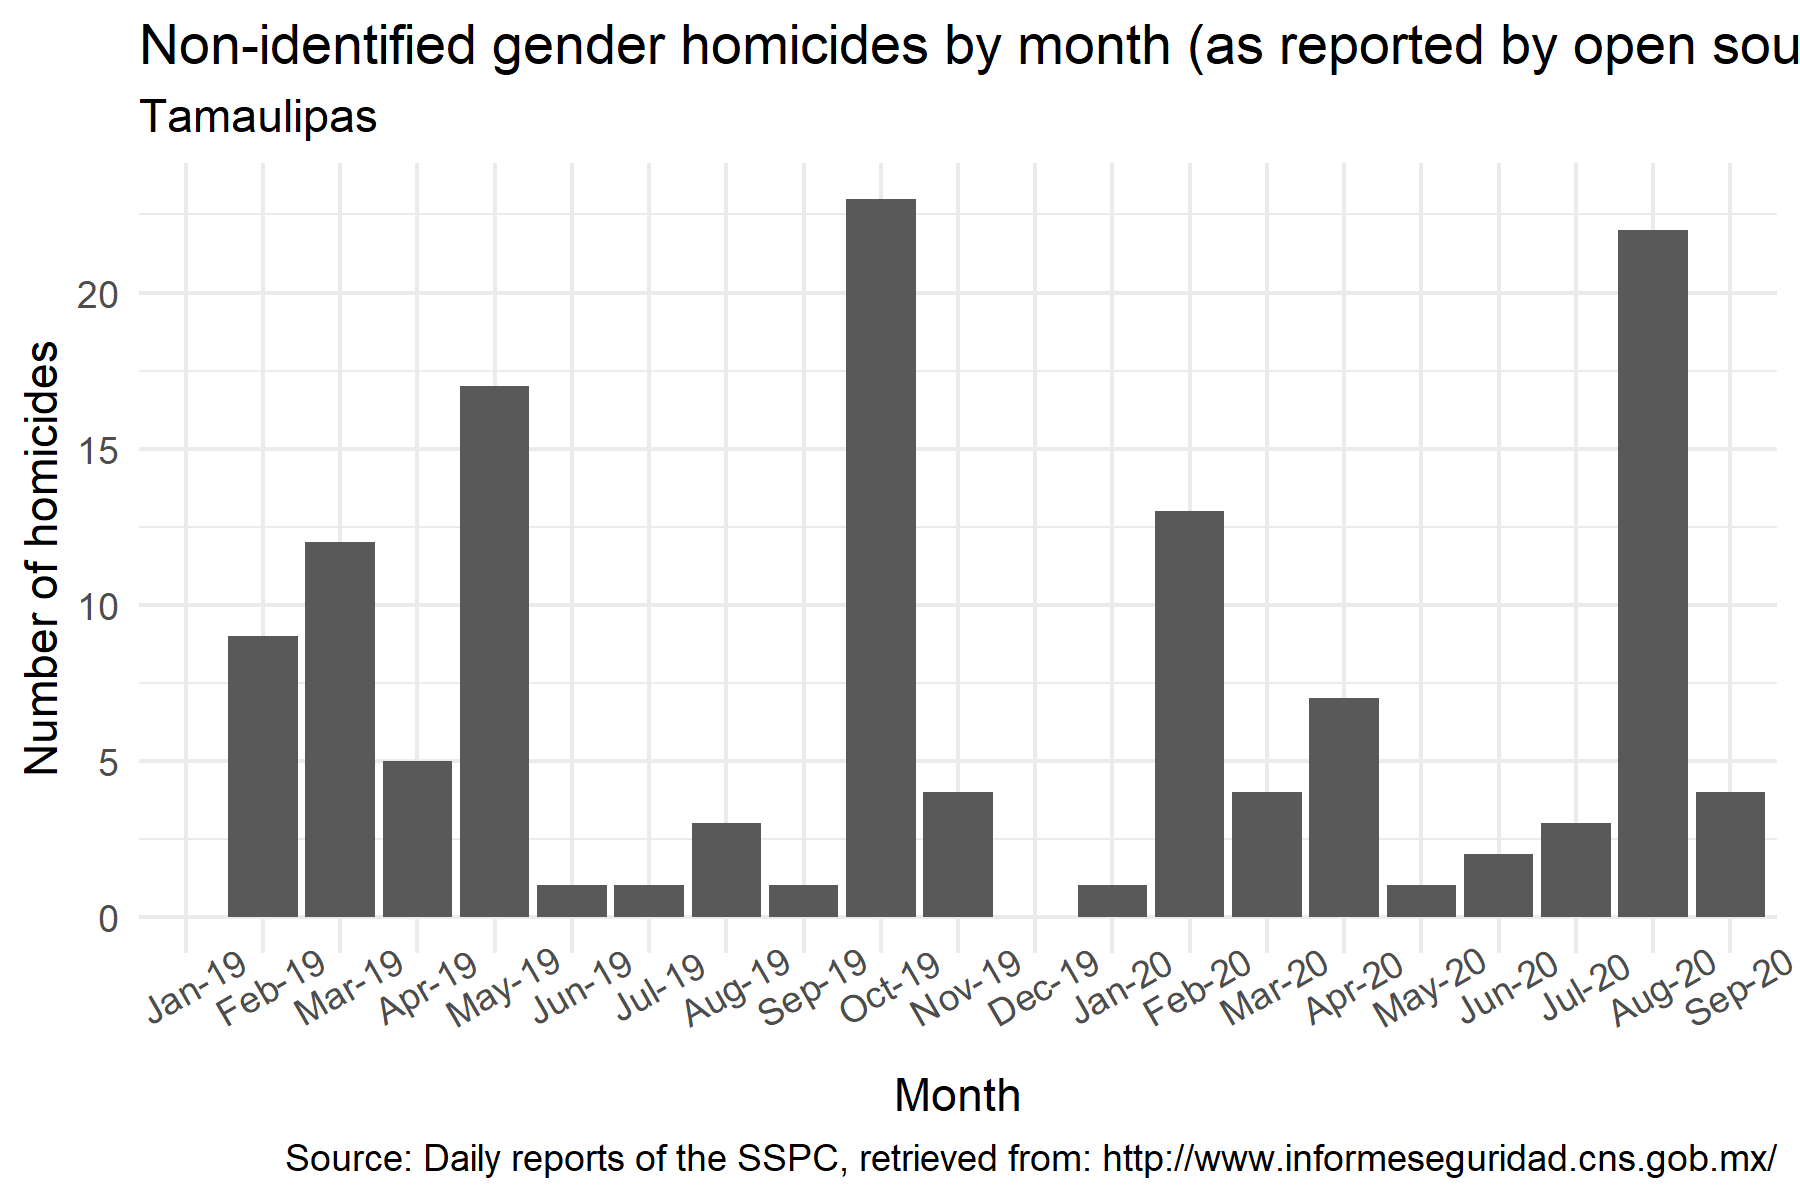 Non-identified gender homicides by month (as reported by open sou
Tamaulipas
Number of homicides
20
15
10
5
0
Jan-19
Feb-19
Mar-19
Apr-19
May-19
Jun-19
Jul-19
Aug-19
Sep-19
Oct-19
Nov-19
Dec-19
Jan-20
Feb-20
Mar-20
Apr-20
May-20
Jun-20
Jul-20
Aug-20
Sep-20
Month
Source: Daily reports of the SSPC, retrieved from: http://www.informeseguridad.cns.gob.mx/